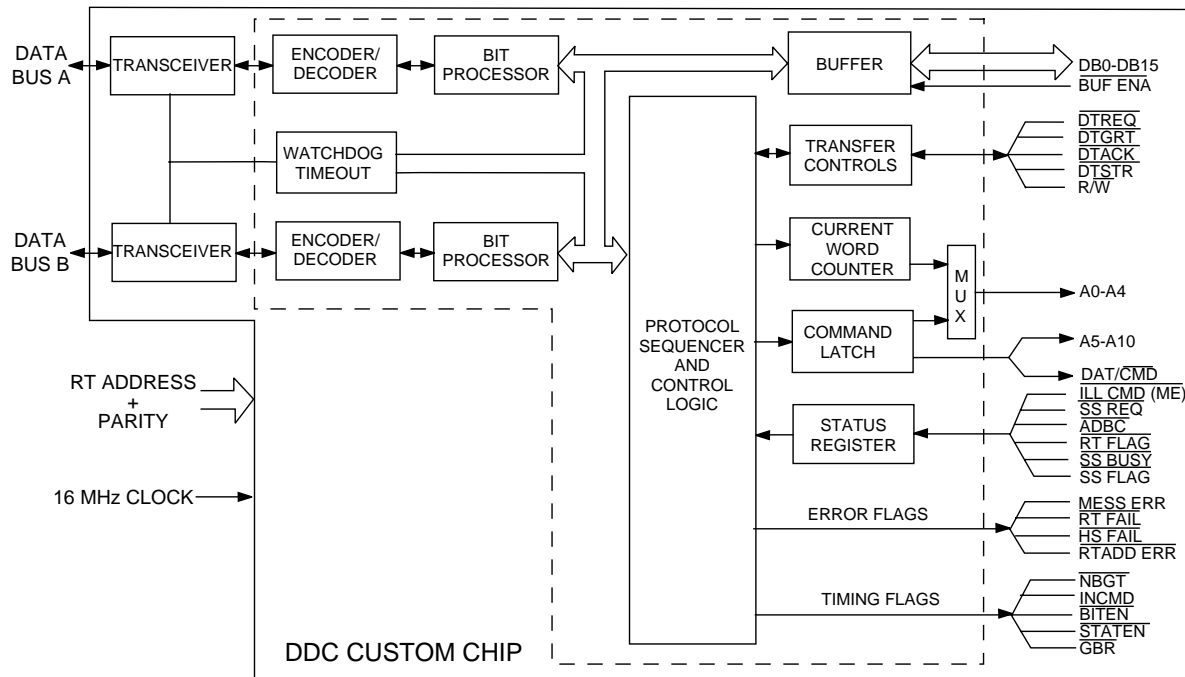 DATA
BUS A
TRANSCEIVER
ENCODER/
DECODER
BIT
PROCESSOR
BUFFER
DB0-DB15
BUF ENA
WATCHDOG
TIMEOUT
TRANSFER
CONTROLS
DTREQ
DTGRT
DTACK
DTSTR
R/W
DATA
BUS B
TRANSCEIVER
ENCODER/
DECODER
BIT
PROCESSOR
PROTOCOL
SEQUENCER
AND
CONTROL
LOGIC
CURRENT
WORD
COUNTER
MUX
A0-A4
COMMAND
LATCH
A5-A10
DAT/CMD
RT ADDRESS
+
PARITY
STATUS
REGISTER
ILL CMD (ME)
SS REQ
ADBC
RT FLAG
SS BUSY
SS FLAG
16 MHz CLOCK
ERROR FLAGS
MESS ERR
RT FAIL
HS FAIL
RTADD ERR
TIMING FLAGS
NBGT
INCMD
BITEN
STATEN
GBR
DDC CUSTOM CHIP